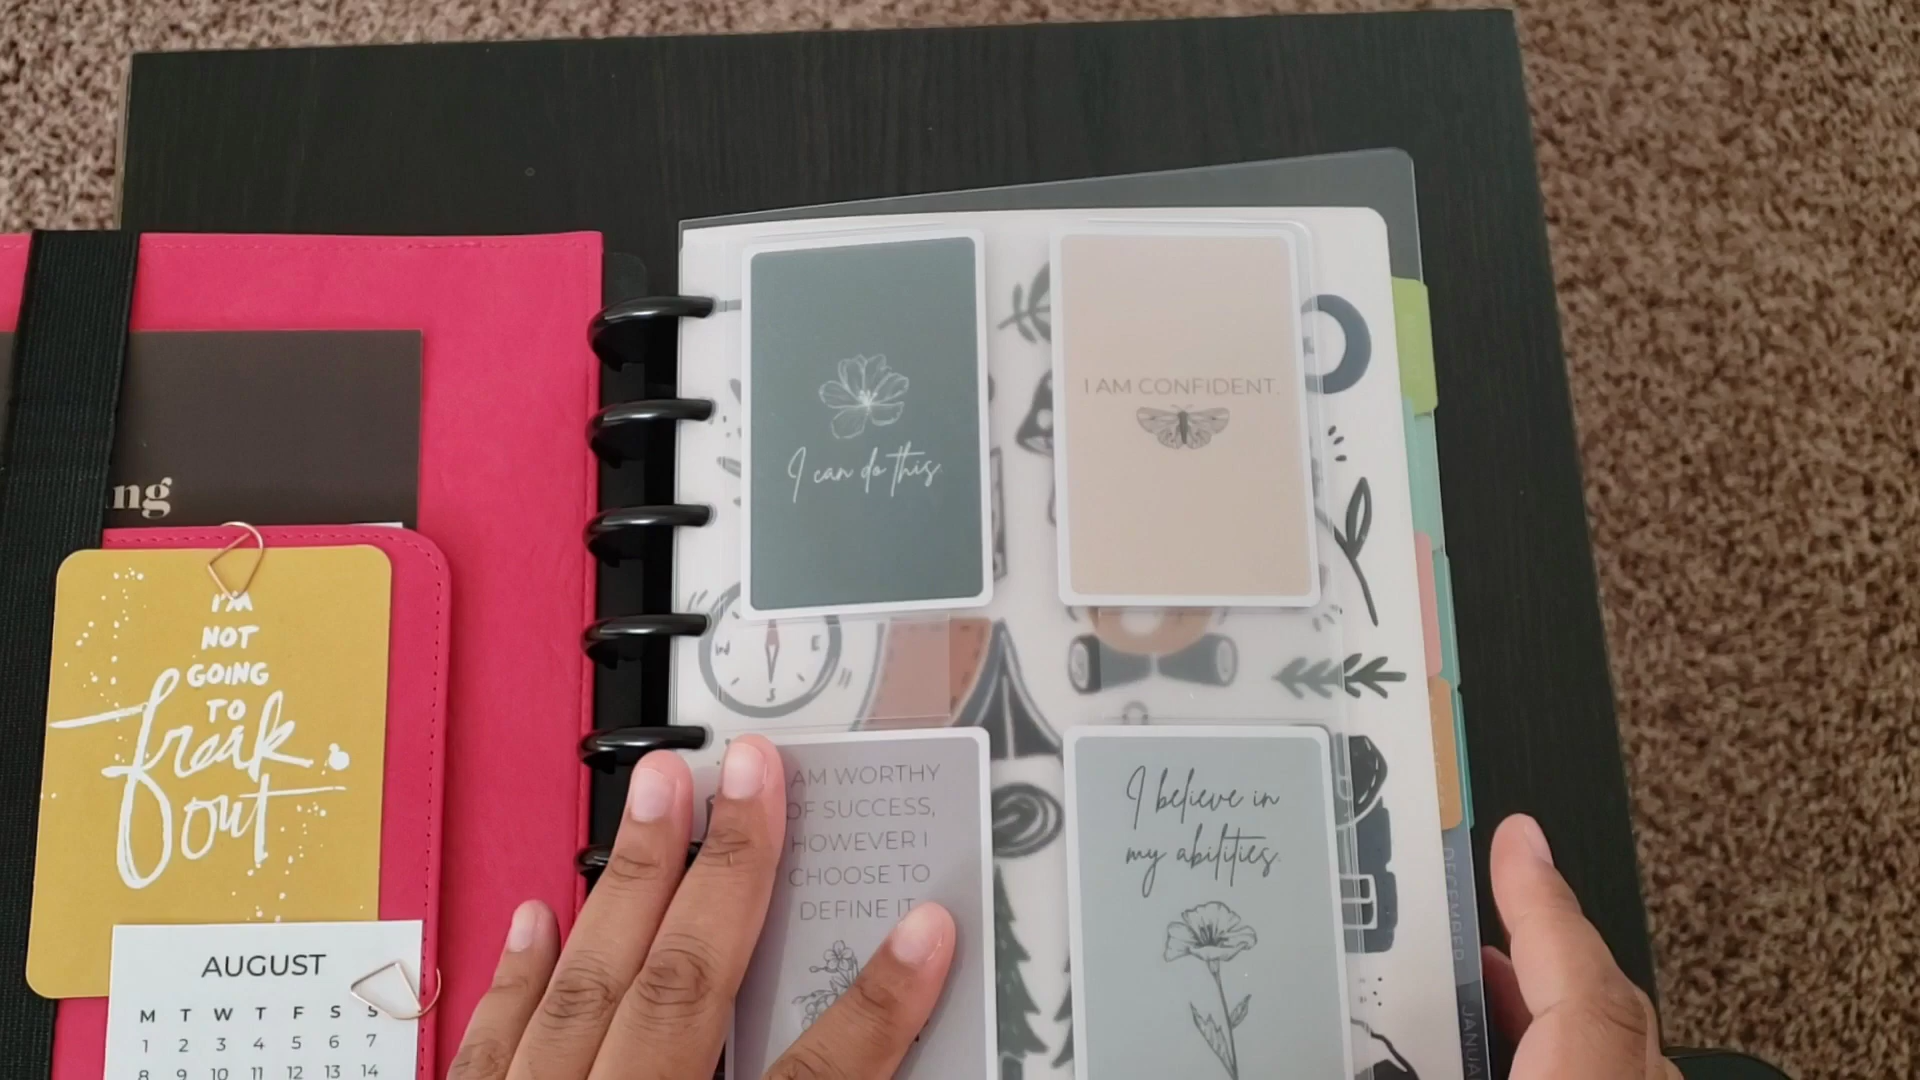 ng
I'M
NOT
GOING
TO
freak
out
AUGUST
M T W T F S S
1 2 3 4 5 6 7
8 9 10 11 12 13 14
I can do this.
I AM CONFIDENT.
W E
S
AM WORTHY
OF SUCCESS,
HOWEVER I
CHOOSE TO
DEFINE IT
I believe in
my abilities.
DECEMBER
JANUA